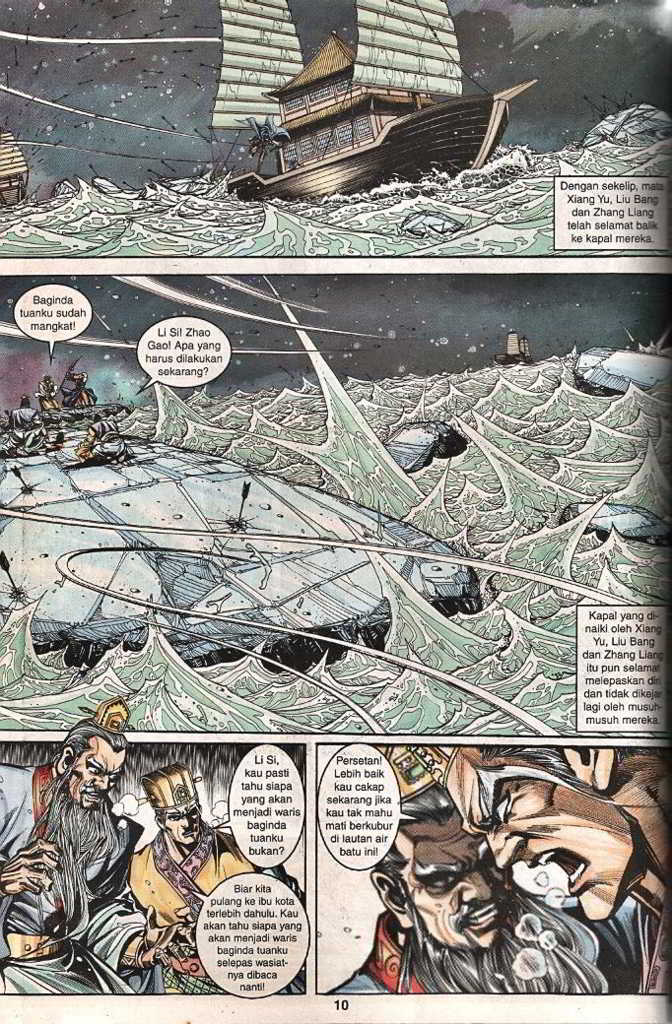 Dengan sekelip, mata
Xiang Yu, Liu Bang
dan Zhang Liang
telah selamat balik
ke kapal mereka.
Baginda
tuanku sudah
mangkat!
Li Si! Zhao
Gao! Apa yang
harus dilakukan
sekarang?
Kapal yang di-
naiki oleh Xiang
Yu, Liu Bang
dan Zhang Liang
itu pun selamat
melepaskan diri
dan tidak dikejar
lagi oleh musuh-
musuh mereka.
Li Si,
kau pasti
tahu siapa
yang akan
menjadi waris
baginda
tuanku
bukan?
Biar kita
pulang ke ibu kota
terlebih dahulu. Kau
akan tahu siapa yang
akan menjadi waris
baginda tuanku
selepas wasiat-
nya dibaca
nanti!
Persetan!
Lebih baik
kau cakap
sekarang jika
kau tak mahu
mati berkubur
di lautan air
batu ini!
10